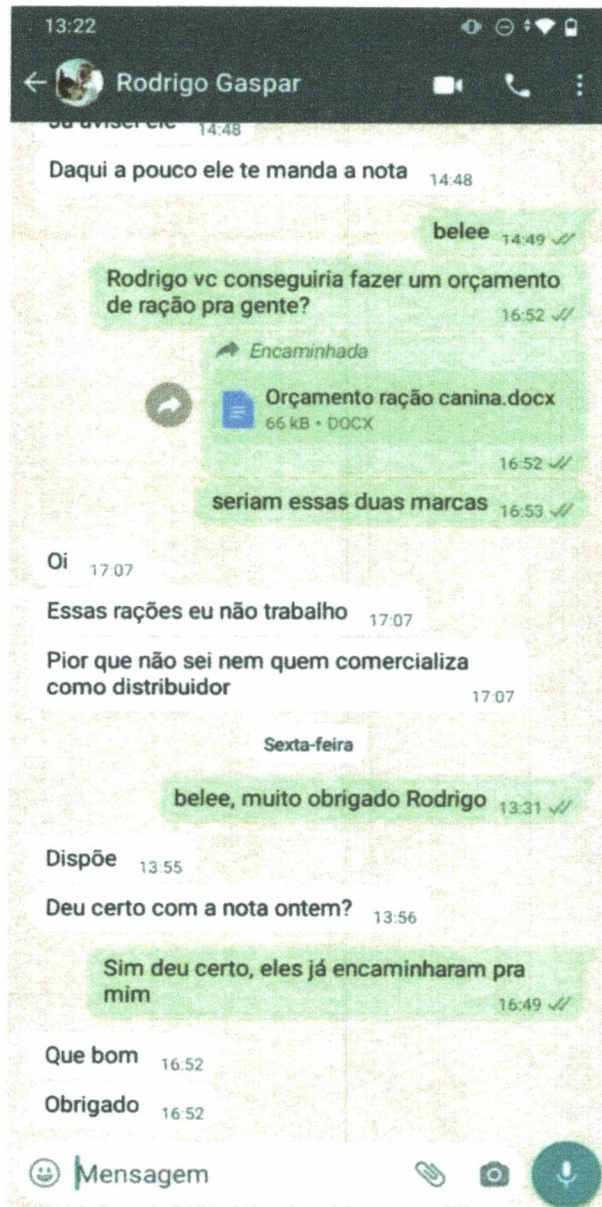 13:22
Rodrigo Gaspar
Já avisei ele 14:48
Daqui a pouco ele te manda a nota 14:48
belee 14:49
Rodrigo vc conseguiria fazer um orçamento
de ração pra gente? 16:52
Encaminhada
Orçamento ração canina.docx
66 kB • DOCX
16:52
seriam essas duas marcas 16:53
Oi 17:07
Essas rações eu não trabalho 17:07
Pior que não sei nem quem comercializa
como distribuidor 17:07
Sexta-feira
belee, muito obrigado Rodrigo 13:31
Dispõe 13:55
Deu certo com a nota ontem? 13:56
Sim deu certo, eles já encaminharam pra
mim 16:49
Que bom 16:52
Obrigado 16:52
Mensagem